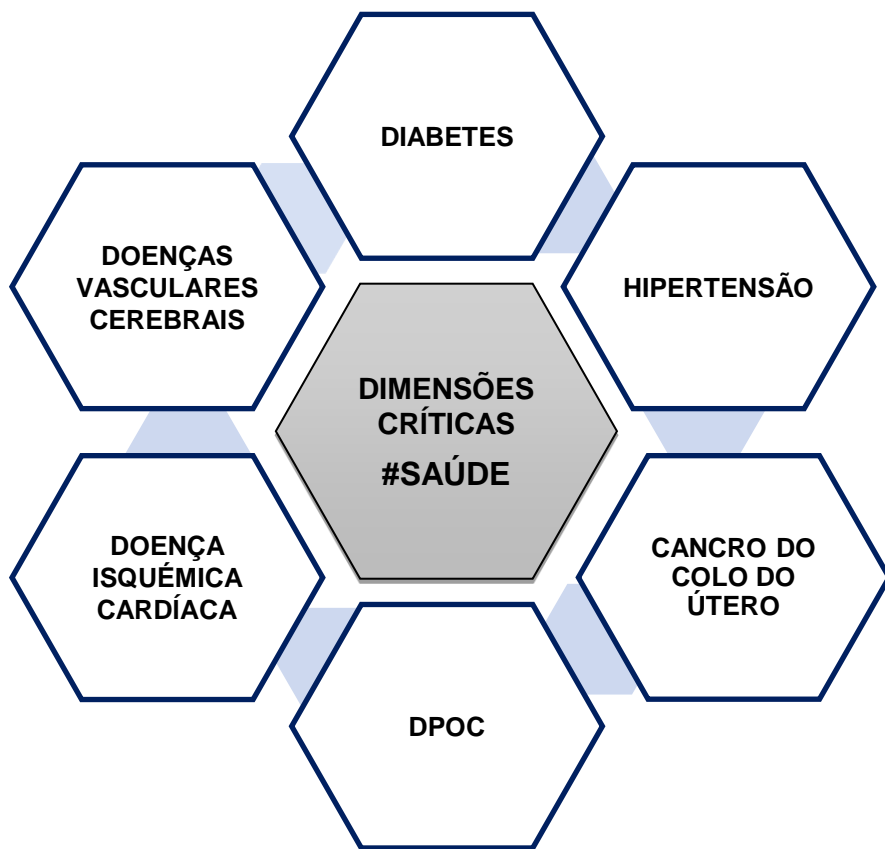 DIABETES
DOENÇAS
VASCULARES
CEREBRAIS
HIPERTENSÃO
DIMENSÕES
CRÍTICAS
#SAÚDE
DOENÇA
ISQUÉMICA
CARDÍACA
CANCRO DO
COLO DO
ÚTERO
DPOC